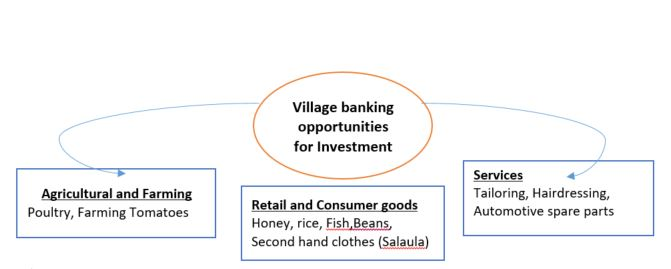 Village banking
opportunities
for Investment
Agricultural and Farming
Poultry, Farming Tomatoes
Retail and Consumer goods
Honey, rice, Fish,Beans,
Second hand clothes (Salaula)
Services
Tailoring, Hairdressing,
Automotive spare parts